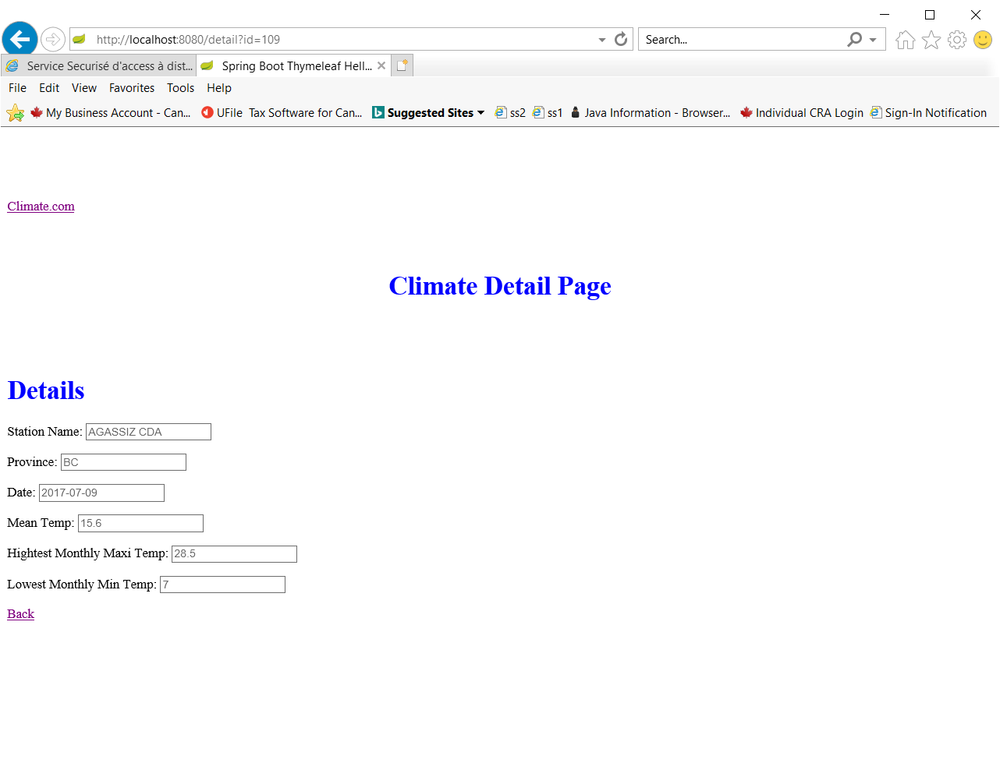 http://localhost:8080/detail?id=109
Search...
Service Securisé d'access à dist...
Spring Boot Thymeleaf Hell...
File Edit View Favorites Tools Help
My Business Account - Can... UFile Tax Software for Can... Suggested Sites ss2 ss1 Java Information - Browser... Individual CRA Login Sign-In Notification
Climate.com
Climate Detail Page
Details
Station Name: AGASSIZ CDA
Province: BC
Date: 2017-07-09
Mean Temp: 15.6
Hightest Monthly Maxi Temp: 28.5
Lowest Monthly Min Temp: 7
Back